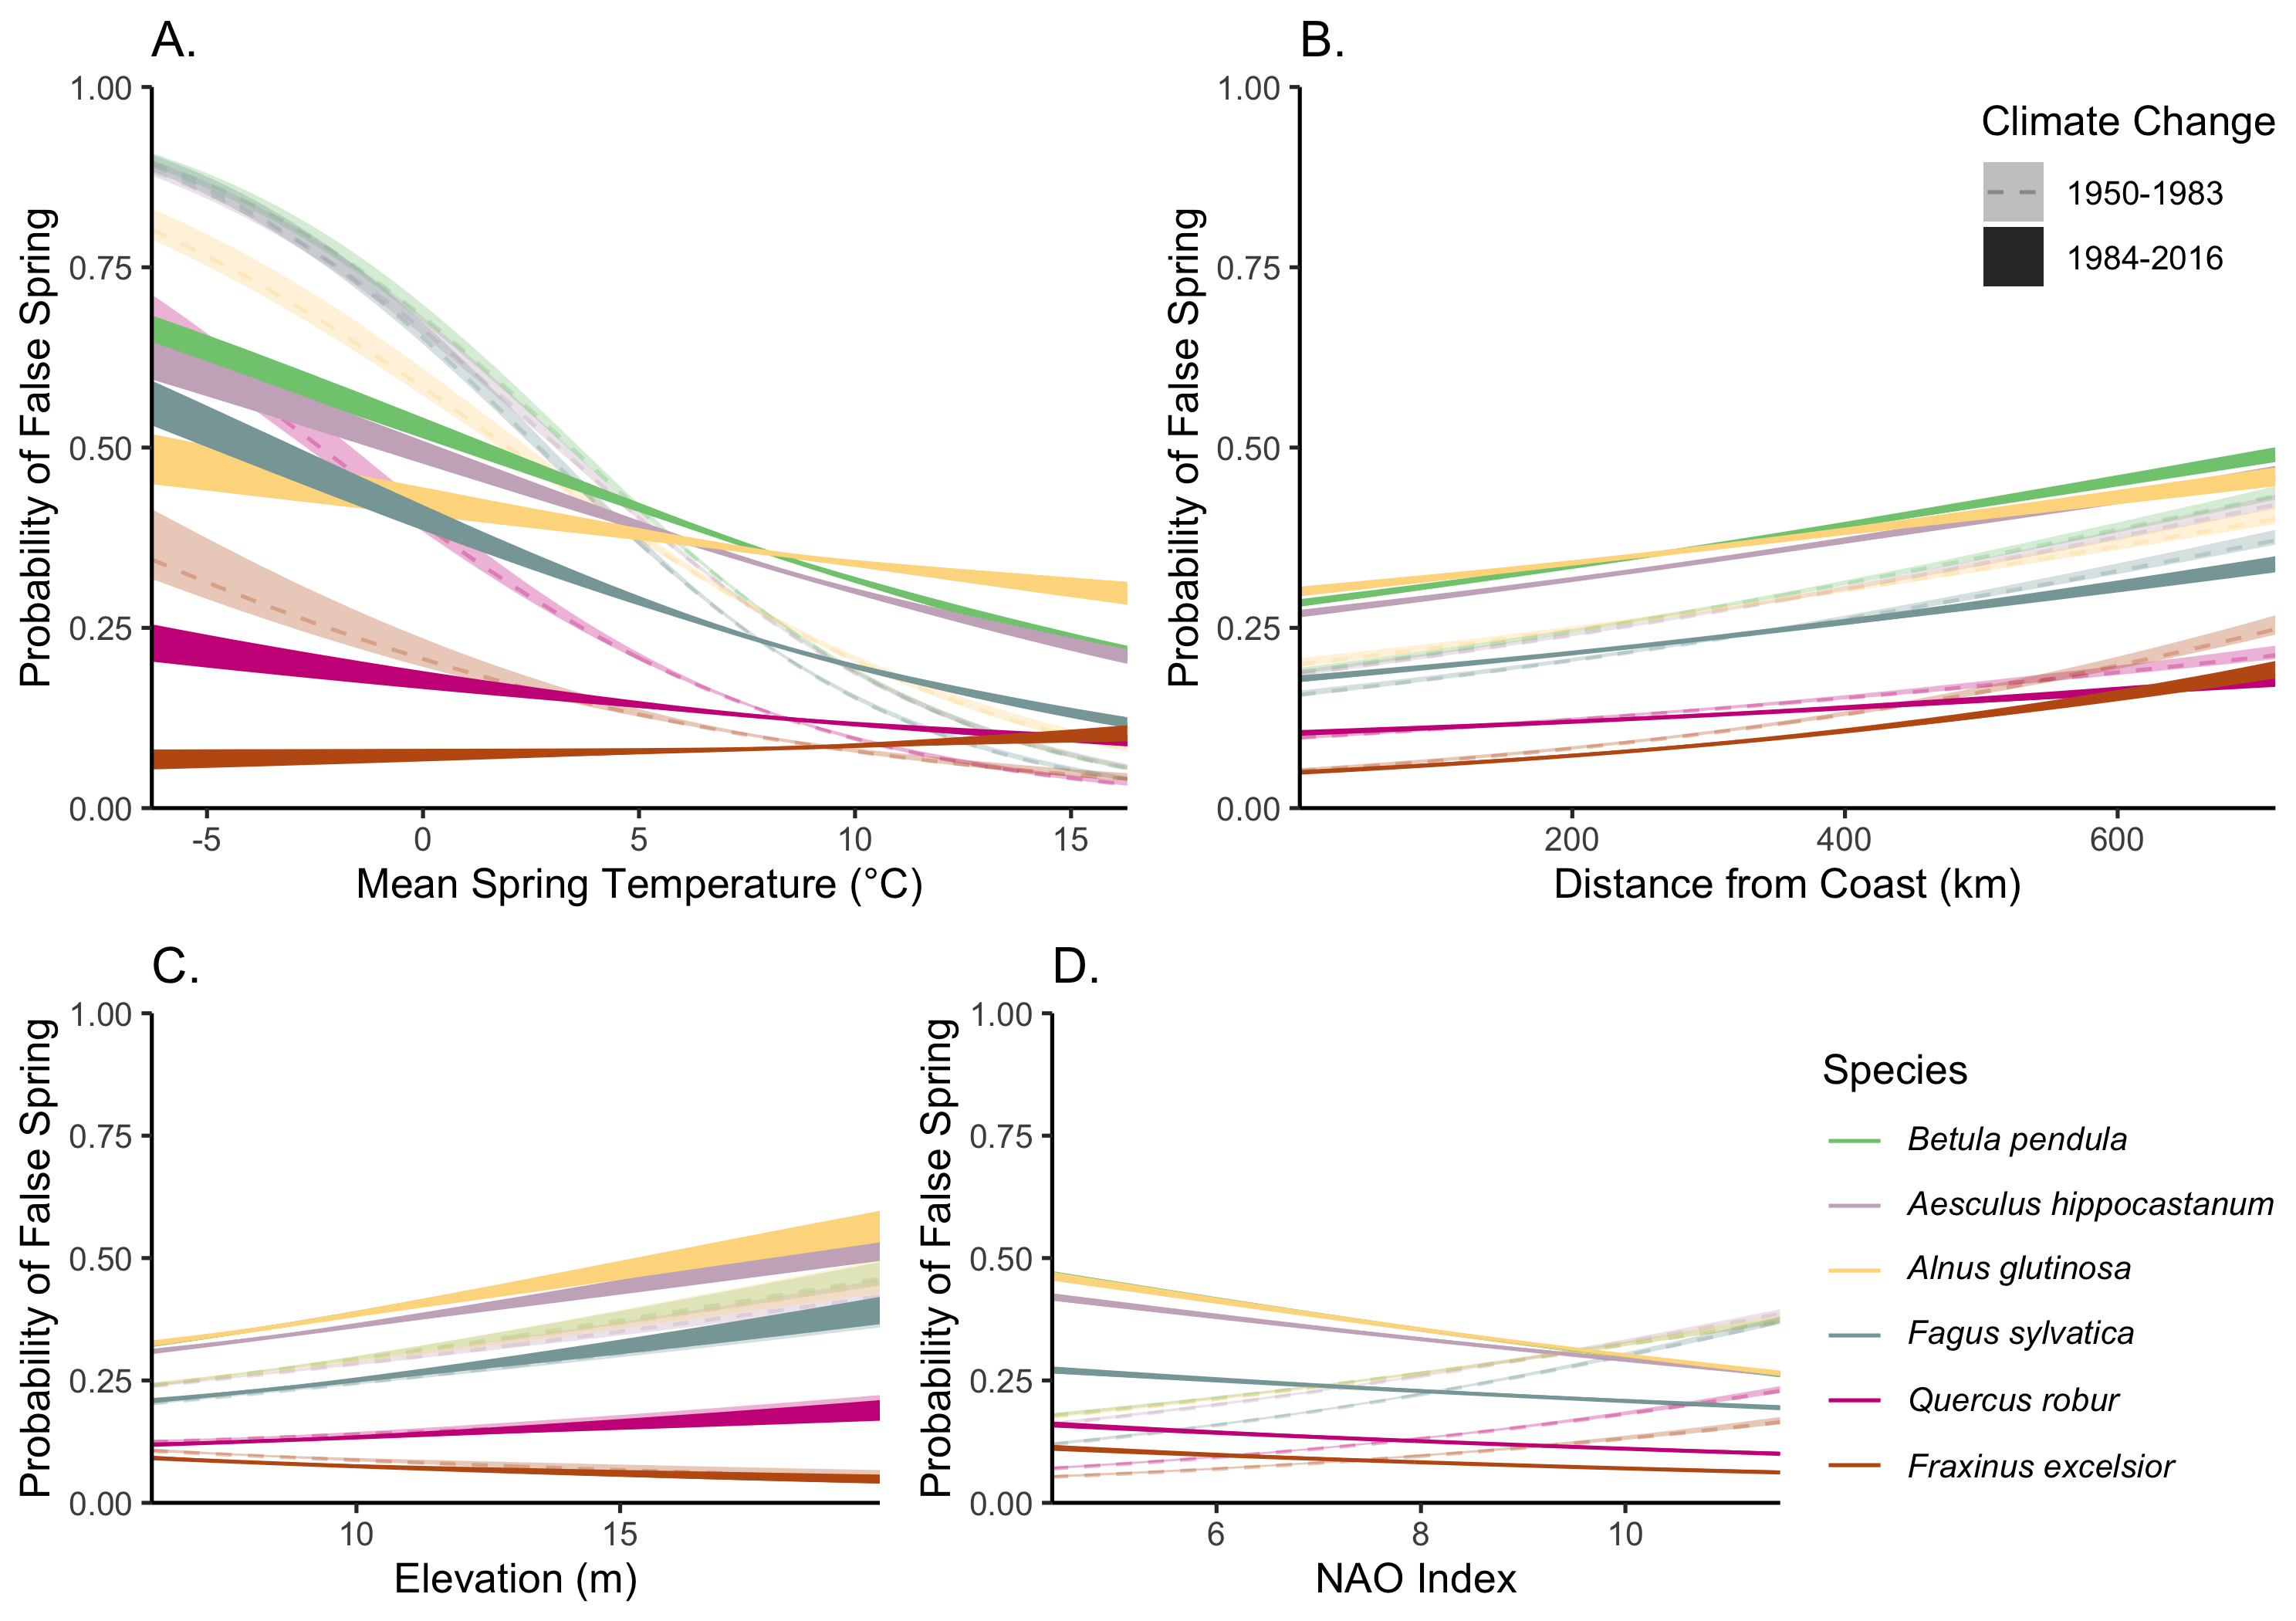 A.
Probability of False Spring
1.00
0.75
0.50
0.25
0.00
-5 0 5 10 15
Mean Spring Temperature (°C)
B.
Probability of False Spring
1.00
0.75
0.50
0.25
0.00
200 400 600
Distance from Coast (km)
Climate Change
1950-1983
1984-2016
C.
Probability of False Spring
1.00
0.75
0.50
0.25
0.00
10 15
Elevation (m)
D.
Probability of False Spring
1.00
0.75
0.50
0.25
0.00
6 8 10
NAO Index
Species
Betula pendula
Aesculus hippocastanum
Alnus glutinosa
Fagus sylvatica
Quercus robur
Fraxinus excelsior